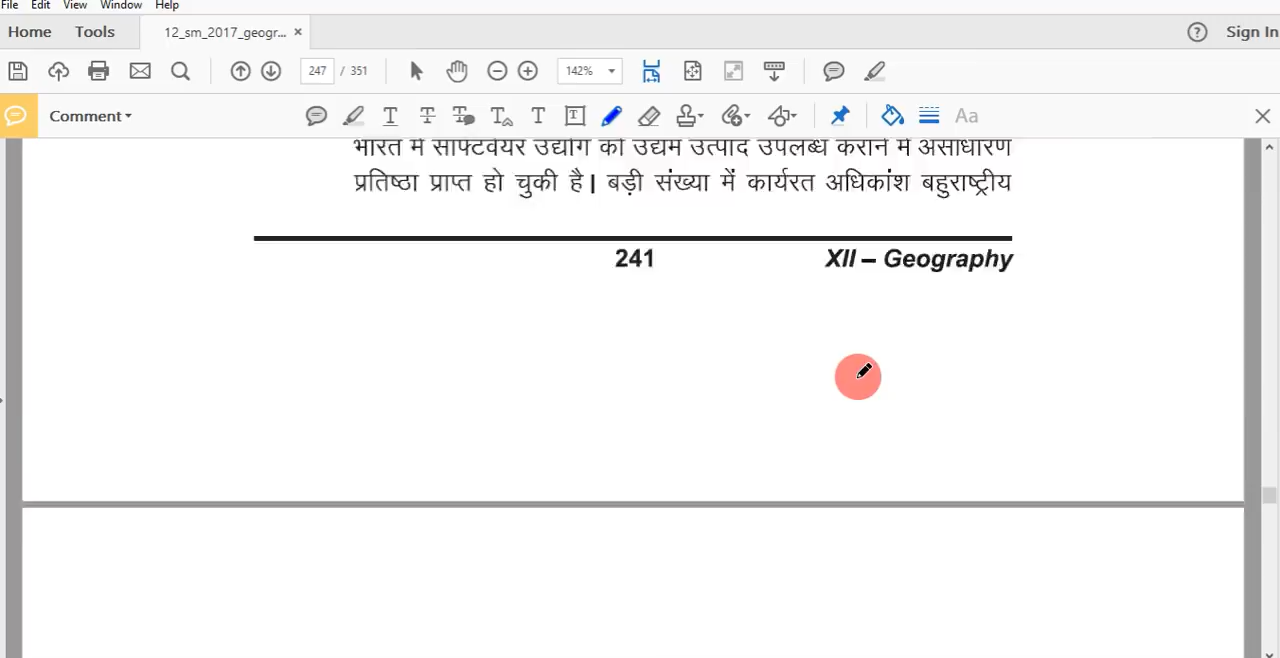 File Edit View Window Help
Home Tools 12_sm_2017_geogr... × ? Sign In
247 / 351 142%
Comment T T T T T T Aa
भारत में सॉफ्टवेयर उद्योग को उद्यम उत्पाद उपलब्ध कराने में असाधारण
प्रतिष्ठा प्राप्त हो चुकी है। बड़ी संख्या में कार्यरत अधिकांश बहुराष्ट्रीय
241 XII – Geography